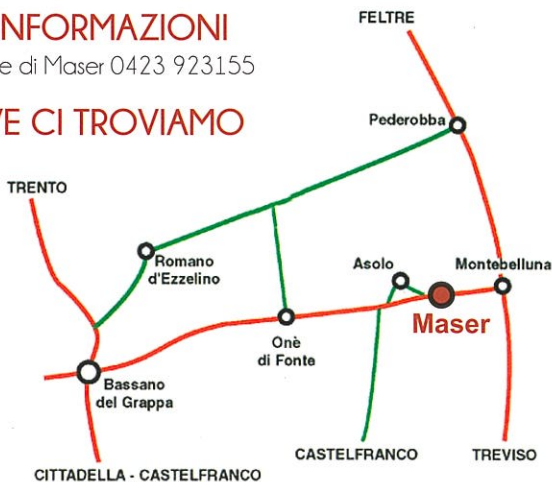 NFORMAZIONI
e di Maser 0423 923155
VE CI TROVIAMO
FELTRE
Pederobba
TRENTO
Romano
d'Ezzelino
Asolo
Montebelluna
Maser
Onè
di Fonte
Bassano
del Grappa
CASTELFRANCO
TREVISO
CITTADELLA - CASTELFRANCO